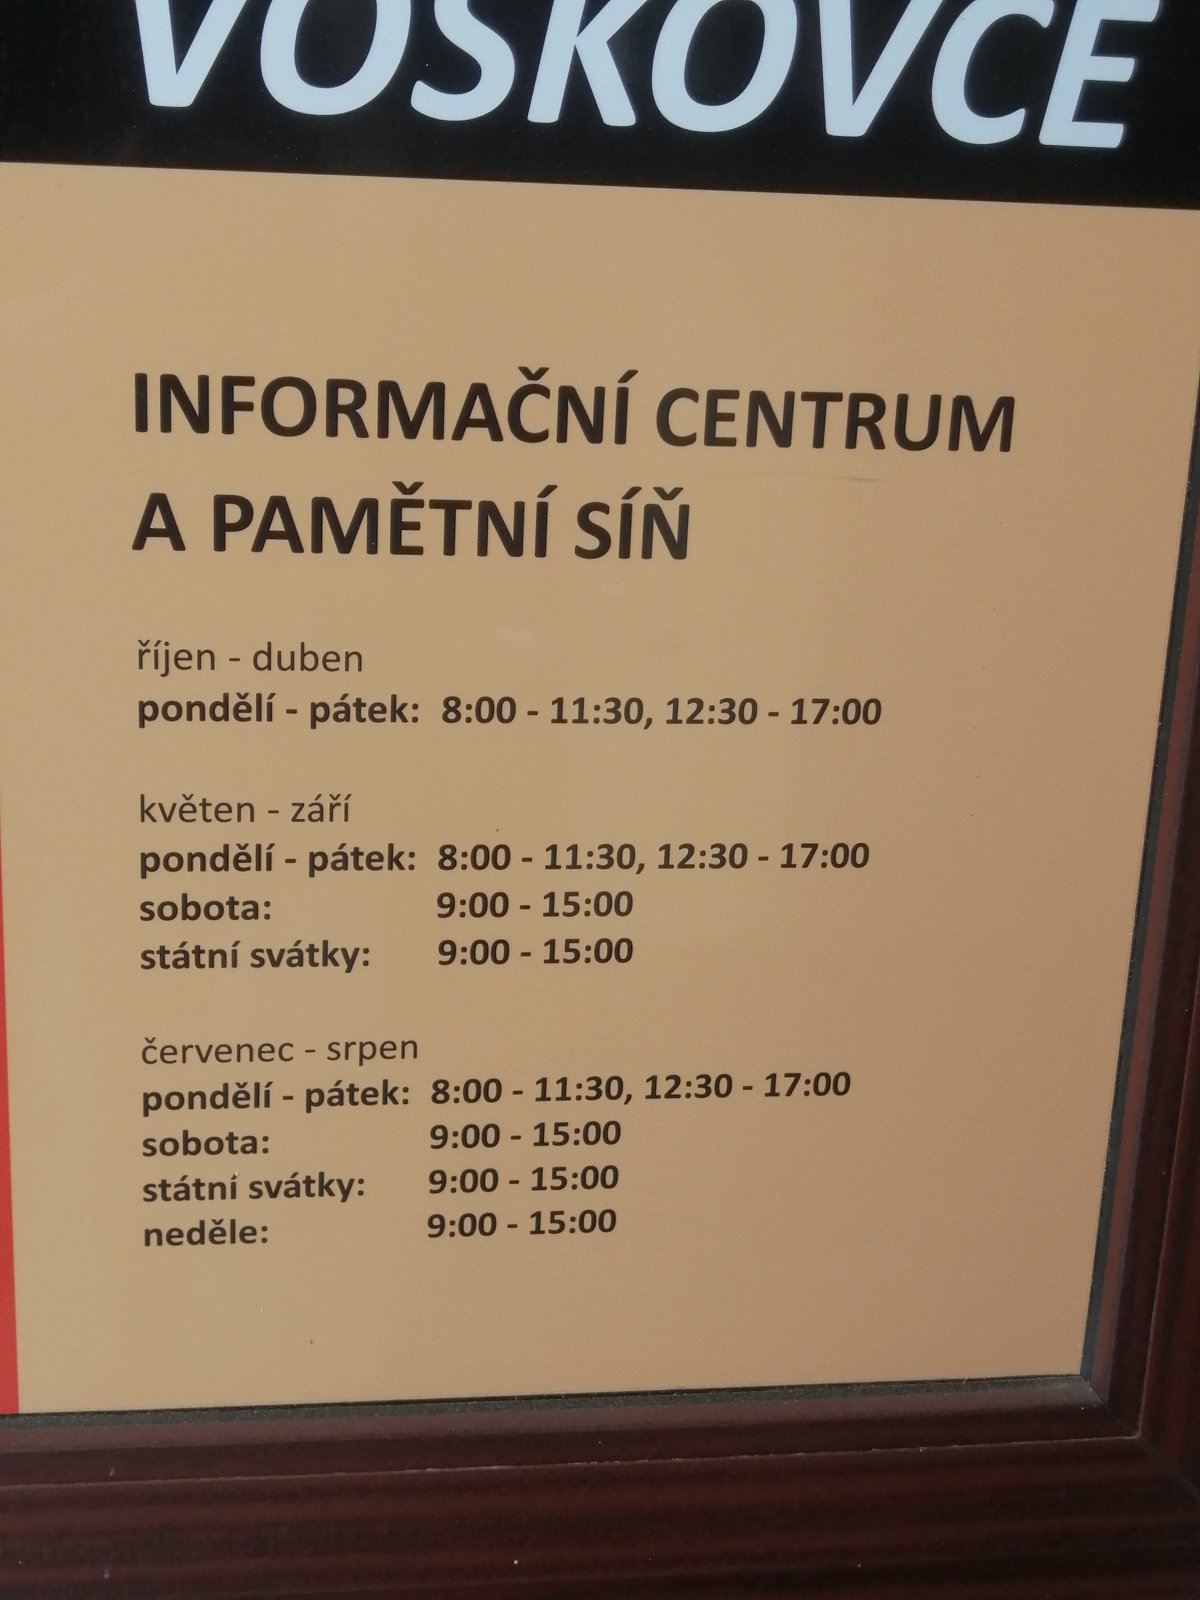 VOSKOVCE
INFORMAČNÍ CENTRUM
A PAMĚTNÍ SÍŇ
říjen - duben
pondělí - pátek: 8:00 - 11:30, 12:30 - 17:00
květen - září
pondělí - pátek: 8:00 - 11:30, 12:30 - 17:00
sobota: 9:00 - 15:00
státní svátky: 9:00 - 15:00
červenec - srpen
pondělí - pátek: 8:00 - 11:30, 12:30 - 17:00
sobota: 9:00 - 15:00
státní svátky: 9:00 - 15:00
neděle: 9:00 - 15:00